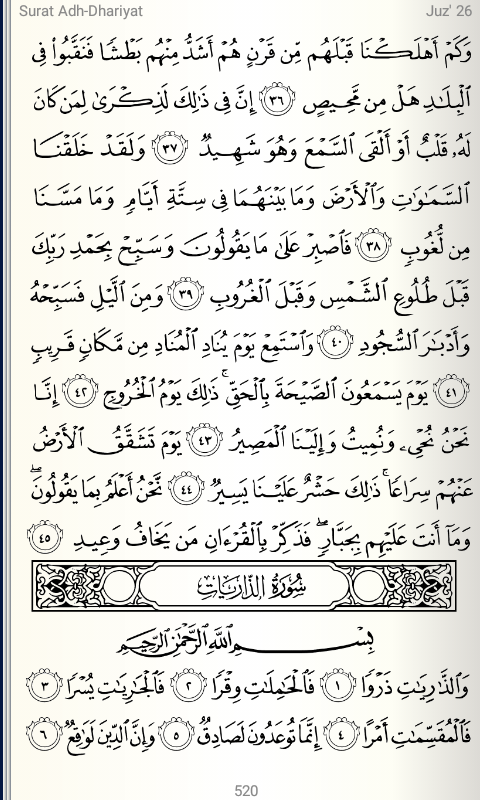 Surat Adh-Dhariyat Juz' 26
وَكَمْ أَهْلَكْنَا قَبْلَهُم مِّن قَرْنٍ هُمْ أَشَدُّ مِنْهُم بَطْشًا فَنَقَّبُوا۟ فِى
ٱلْبِلَـٰدِ هَلْ مِن مَّحِيصٍ ٣٦ إِنَّ فِى ذَٰلِكَ لَذِكْرَىٰ لِمَن كَانَ
لَهُۥ قَلْبٌ أَوْ أَلْقَى ٱلسَّمْعَ وَهُوَ شَهِيدٌ ٣٧ وَلَقَدْ خَلَقْنَا
ٱلسَّمَـٰوَٰتِ وَٱلْأَرْضَ وَمَا بَيْنَهُمَا فِى سِتَّةِ أَيَّامٍ وَمَا مَسَّنَا
مِن لُّغُوبٍ ٣٨ فَٱصْبِرْ عَلَىٰ مَا يَقُولُونَ وَسَبِّحْ بِحَمْدِ رَبِّكَ
قَبْلَ طُلُوعِ ٱلشَّمْسِ وَقَبْلَ ٱلْغُرُوبِ ٣٩ وَمِنَ ٱلَّيْلِ فَسَبِّحْهُ
وَأَدْبَـٰرَ ٱلسُّجُودِ ٤٠ وَٱسْتَمِعْ يَوْمَ يُنَادِ ٱلْمُنَادِ مِن مَّكَانٍ قَرِيبٍ
٤١ يَوْمَ يَسْمَعُونَ ٱلصَّيْحَةَ بِٱلْحَقِّ ۚ ذَٰلِكَ يَوْمُ ٱلْخُرُوجِ ٤٢ إِنَّا
نَحْنُ نُحْىِۦ وَنُمِيتُ وَإِلَيْنَا ٱلْمَصِيرُ ٤٣ يَوْمَ تَشَقَّقُ ٱلْأَرْضُ
عَنْهُمْ سِرَاعًا ۚ ذَٰلِكَ حَشْرٌ عَلَيْنَا يَسِيرٌ ٤٤ نَّحْنُ أَعْلَمُ بِمَا يَقُولُونَ ۖ
وَمَآ أَنتَ عَلَيْهِم بِجَبَّارٍ ۖ فَذَكِّرْ بِٱلْقُرْءَانِ مَن يَخَافُ وَعِيدِ ٤٥
سُورَةُ الذَّارِيَاتِ
بِسْمِ ٱللَّهِ ٱلرَّحْمَـٰنِ ٱلرَّحِيمِ
وَٱلذَّٰرِيَـٰتِ ذَرْوًا ١ فَٱلْحَـٰمِلَـٰتِ وِقْرًا ٢ فَٱلْجَـٰرِيَـٰتِ يُسْرًا ٣
فَٱلْمُقَسِّمَـٰتِ أَمْرًا ٤ إِنَّمَا تُوعَدُونَ لَصَادِقٌ ٥ وَإِنَّ ٱلدِّينَ لَوَٰقِعٌ ٦
520